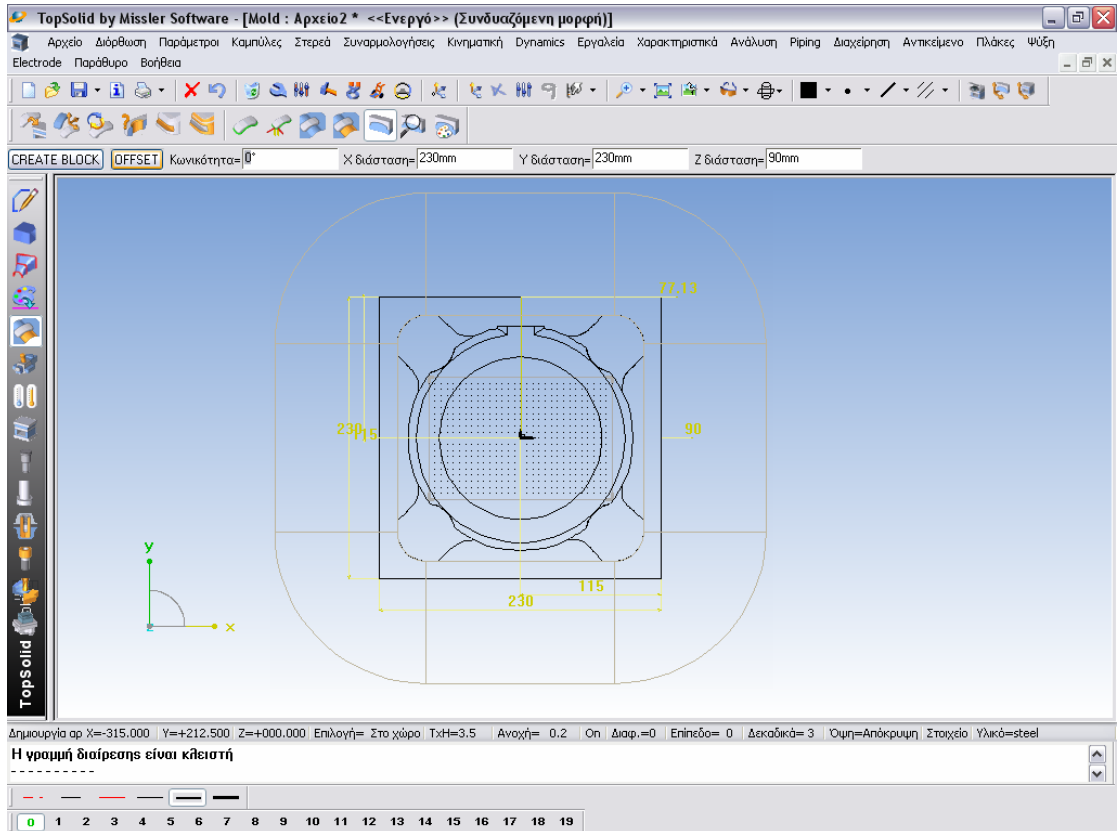 TopSolid by Missler Software - [Mold : Αρχείο2 * <<Ενεργό>> (Συνδυαζόμενη μορφή)]
Αρχείο Διόρθωση Παράμετροι Καμπύλες Στερεά Συναρμολογήσεις Κινηματική Dynamics Εργαλεία Χαρακτηριστικά Ανάλυση Piping Διαχείρηση Αντικείμενο Πλάκες Ψύξη
Electrode Παράθυρο Βοήθεια
CREATE BLOCK OFFSET Κωνικότητα= 0° X διάσταση= 230mm Y διάσταση= 230mm Z διάσταση= 90mm
77,13
230 115 90
115
230
y
x
z
TopSolid
Δημιουργία αρ X=-315.000 Y=+212.500 Z=+000.000 Επιλογή= Στο χώρο TxH=3.5 Ανοχή= 0.2 On Διαφ.=0 Επίπεδο= 0 Δεκαδικά= 3 Όψη=Απόκρυψη Στοιχείο Υλικό=steel
Η γραμμή διαίρεσης είναι κλειστή
----------
0 1 2 3 4 5 6 7 8 9 10 11 12 13 14 15 16 17 18 19